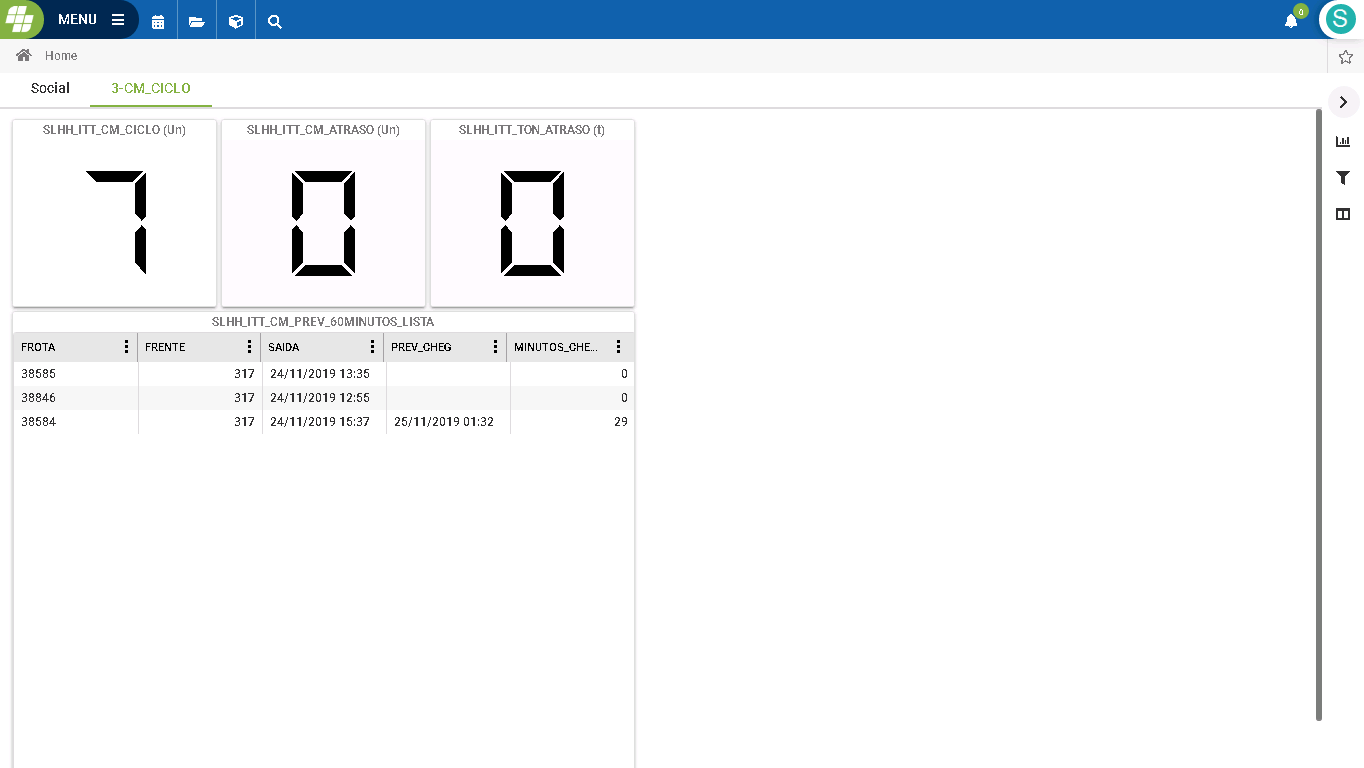 MENU
0
S
Home
Social 3-CM_CICLO
SLHH_ITT_CM_CICLO (Un) SLHH_ITT_CM_ATRASO (Un) SLHH_ITT_TON_ATRASO (t)
7 0 0
SLHH_ITT_CM_PREV_60MINUTOS_LISTA
FROTA FRENTE SAIDA PREV_CHEG MINUTOS_CHE...
38585 317 24/11/2019 13:35 0
38846 317 24/11/2019 12:55 0
38584 317 24/11/2019 15:37 25/11/2019 01:32 29